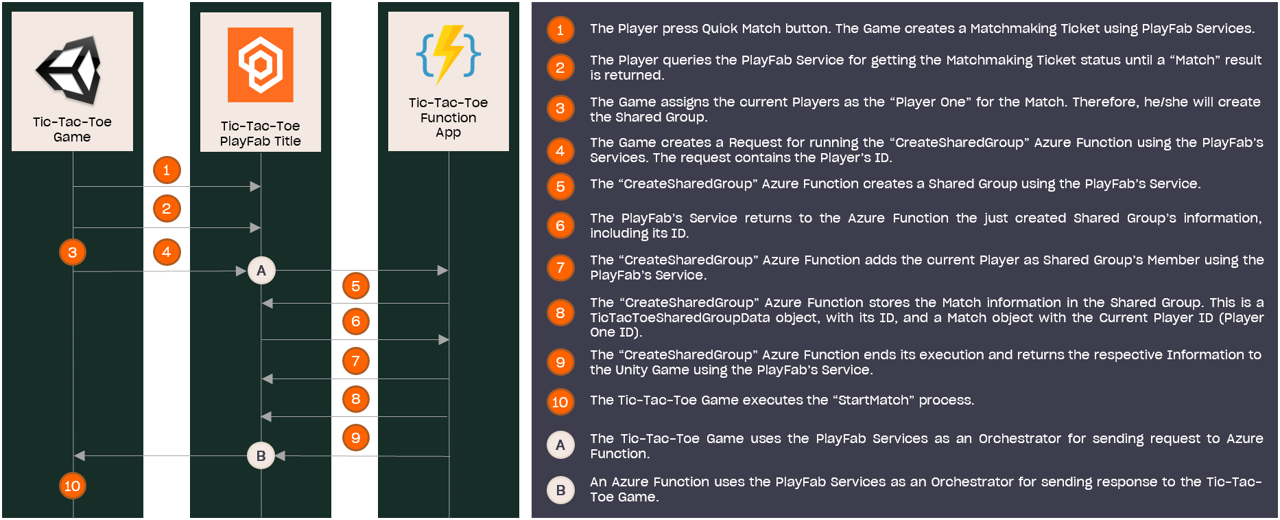 Tic-Tac-Toe
Game
Tic-Tac-Toe
PlayFab Title
Tic-Tac-Toe
Function
App
1
2
3
4
A
5
6
7
8
9
B
10
1 The Player press Quick Match button. The Game creates a Matchmaking Ticket using PlayFab Services.
2 The Player queries the PlayFab Service for getting the Matchmaking Ticket status until a “Match” result
is returned.
3 The Game assigns the current Players as the “Player One” for the Match. Therefore, he/she will create
the Shared Group.
4 The Game creates a Request for running the “CreateSharedGroup” Azure Function using the PlayFab's
Services. The request contains the Player's ID.
5 The “CreateSharedGroup” Azure Function creates a Shared Group using the PlayFab's Service.
6 The PlayFab's Service returns to the Azure Function the just created Shared Group's information,
including its ID.
7 The “CreateSharedGroup” Azure Function adds the current Player as Shared Group's Member using the
PlayFab's Service.
8 The “CreateSharedGroup” Azure Function stores the Match information in the Shared Group. This is a
TicTacToeSharedGroupData object, with its ID, and a Match object with the Current Player ID (Player
One ID).
9 The “CreateSharedGroup” Azure Function ends its execution and returns the respective Information to
the Unity Game using the PlayFab's Service.
10 The Tic-Tac-Toe Game executes the “StartMatch” process.
A The Tic-Tac-Toe Game uses the PlayFab Services as an Orchestrator for sending request to Azure
Function.
B An Azure Function uses the PlayFab Services as an Orchestrator for sending response to the Tic-Tac-
Toe Game.